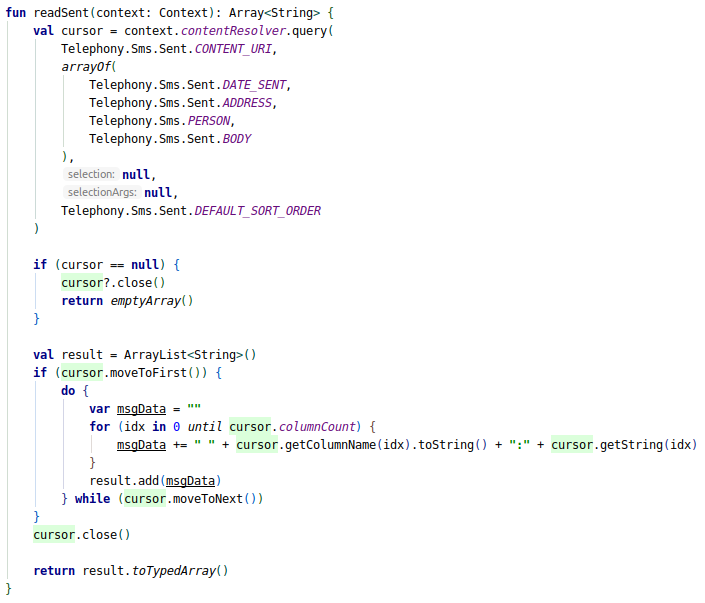 fun readSent(context: Context): Array<String> {
    val cursor = context.contentResolver.query(
        Telephony.Sms.Sent.CONTENT_URI,
        arrayOf(
            Telephony.Sms.Sent.DATE_SENT,
            Telephony.Sms.Sent.ADDRESS,
            Telephony.Sms.PERSON,
            Telephony.Sms.Sent.BODY
        ),
        selection: null,
        selectionArgs: null,
        Telephony.Sms.Sent.DEFAULT_SORT_ORDER
    )

    if (cursor == null) {
        cursor?.close()
        return emptyArray()
    }

    val result = ArrayList<String>()
    if (cursor.moveToFirst()) {
        do {
            var msgData = ""
            for (idx in 0 until cursor.columnCount) {
                msgData += " " + cursor.getColumnName(idx).toString() + ":" + cursor.getString(idx)
            }
            result.add(msgData)
        } while (cursor.moveToNext())
    }
    cursor.close()

    return result.toTypedArray()
}